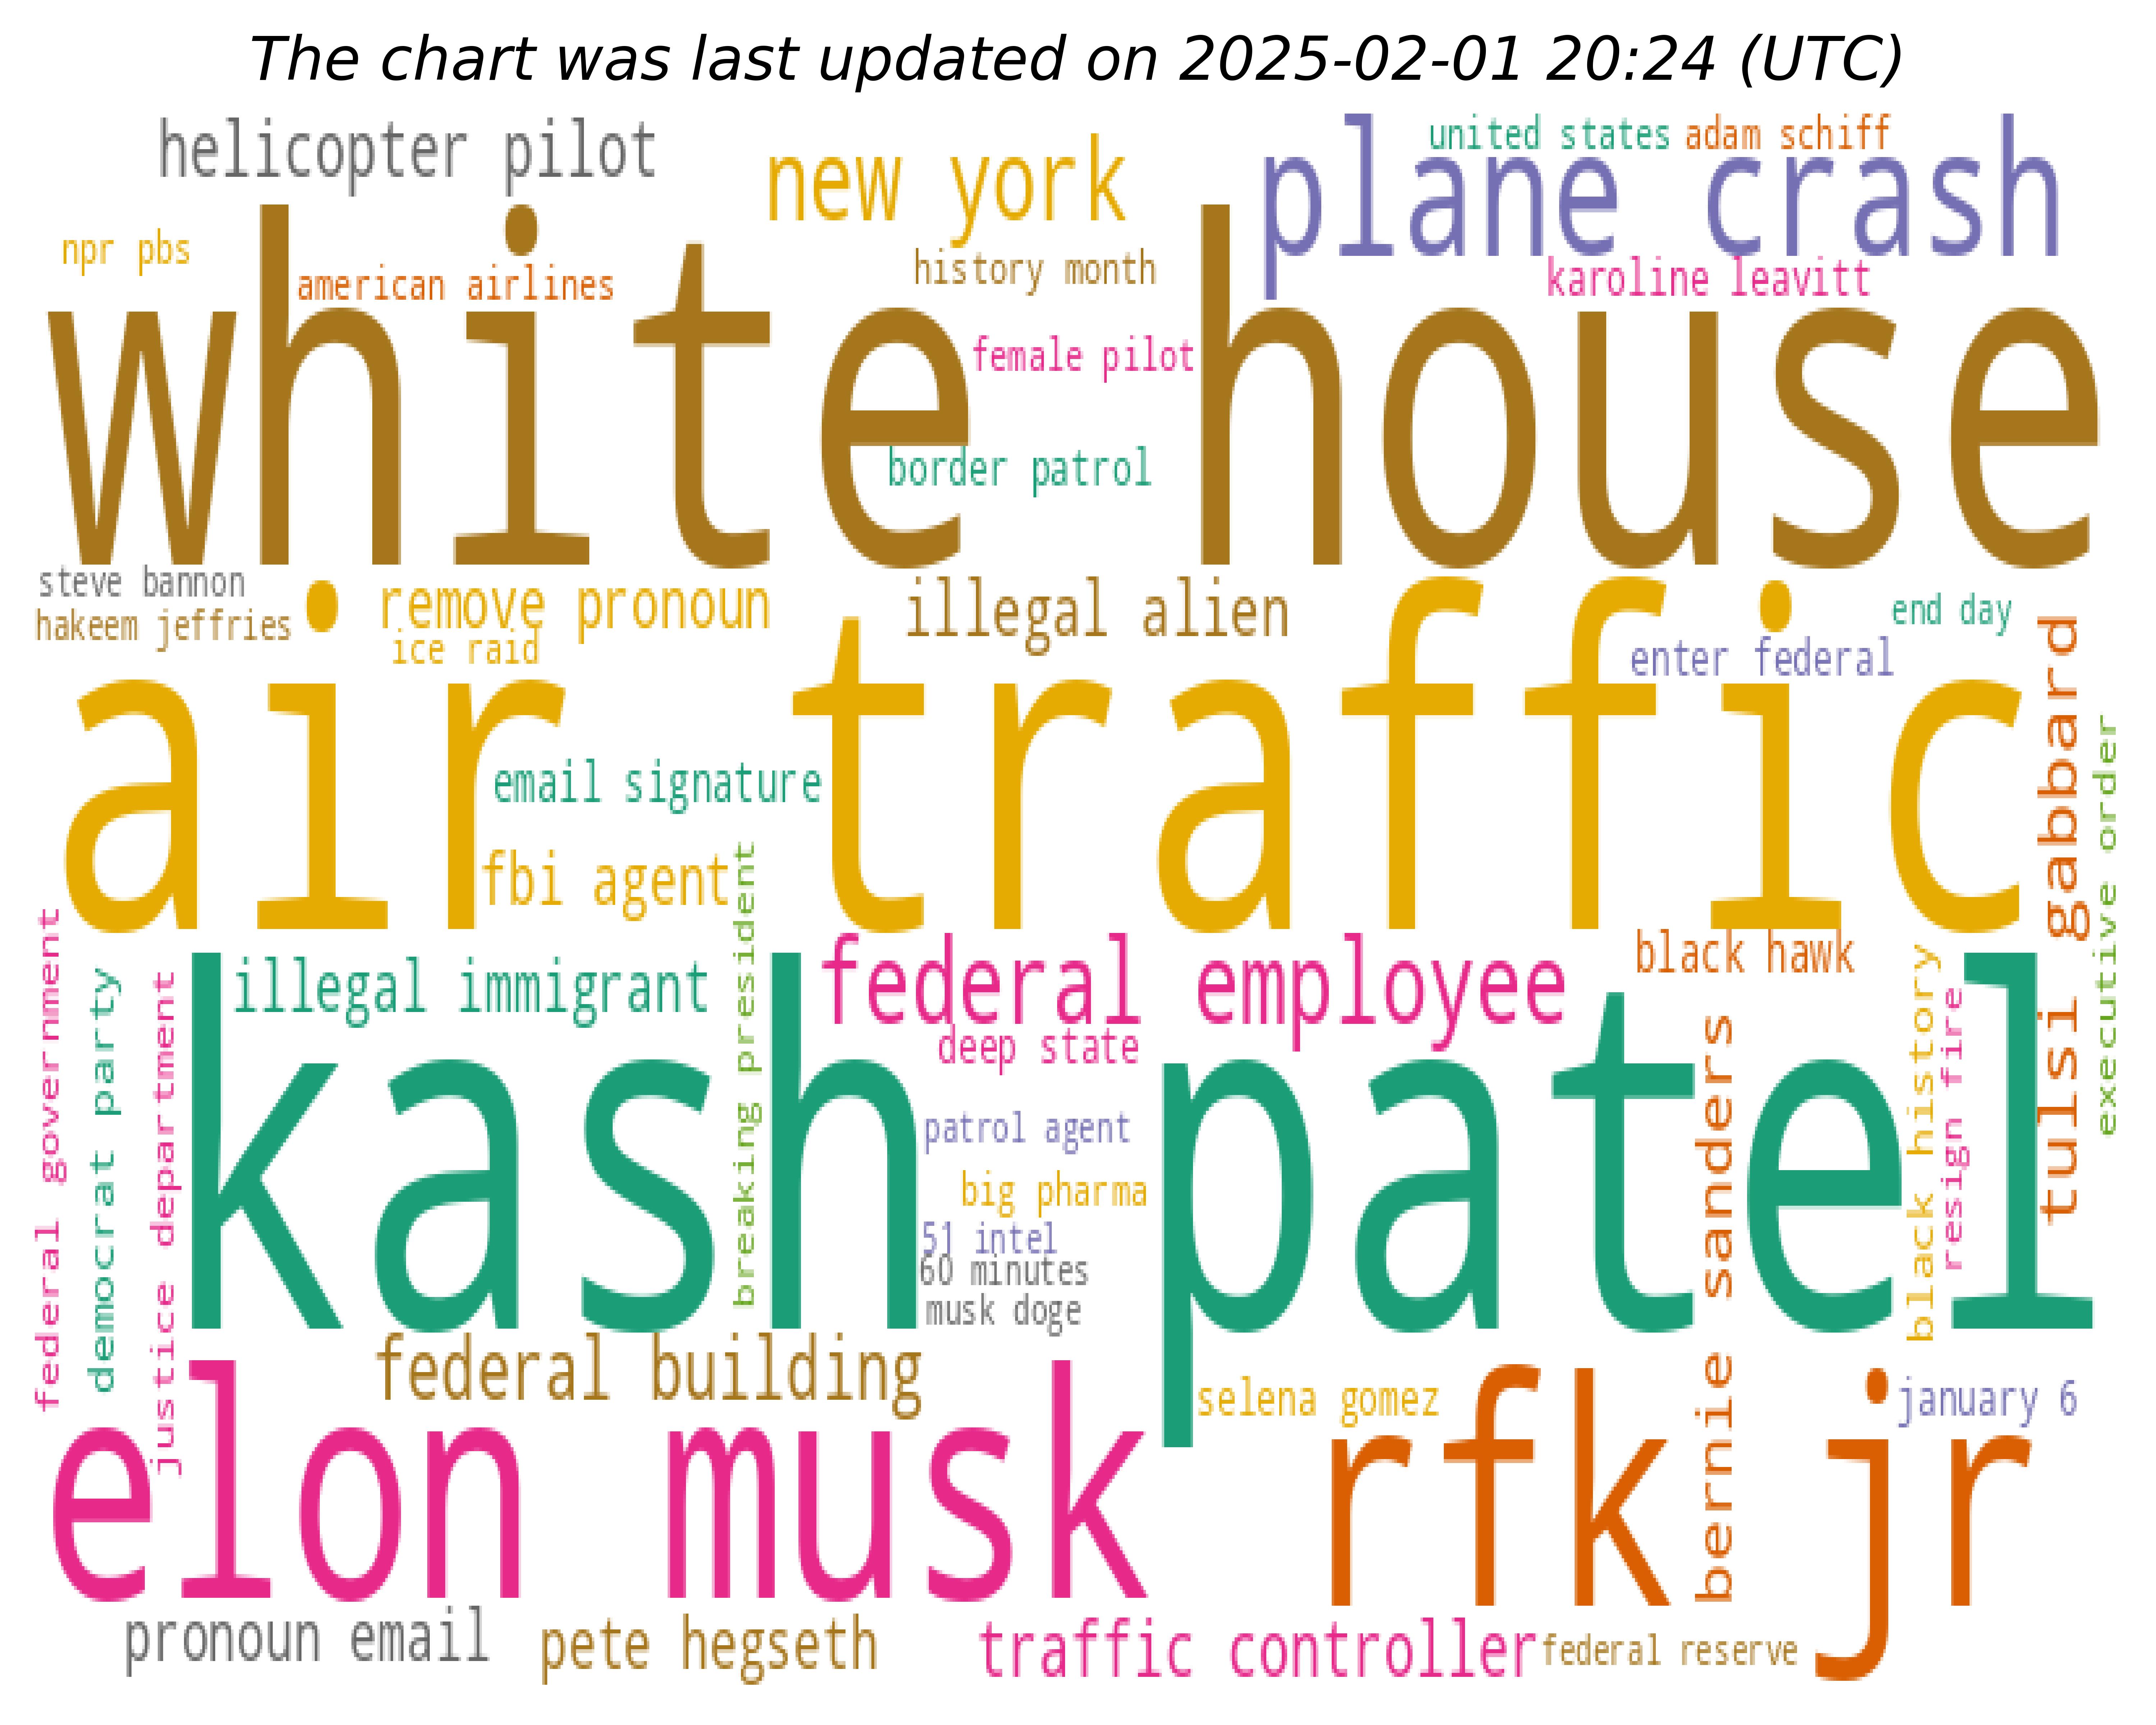 The chart was last updated on 2025-02-01 20:24 (UTC)
helicopter pilot
new york
plane crash
united states
adam schiff
npr pbs
american airlines
history month
karoline leavitt
white house
female pilot
border patrol
steve bannon
hakeem jeffries
remove pronoun
ice raid
illegal alien
end day
enter federal
air traffic
email signature
fbi agent
tulsi gabbard
executive order
federal government
democrat party
justice department
illegal immigrant
breaking president
federal employee
black hawk
deep state
kash patel
patrol agent
big pharma
51 intel
60 minutes
musk doge
bernie sanders
black history
resign fire
federal building
selena gomez
january 6
elon musk
rfk jr
pronoun email
pete hegseth
traffic controller
federal reserve